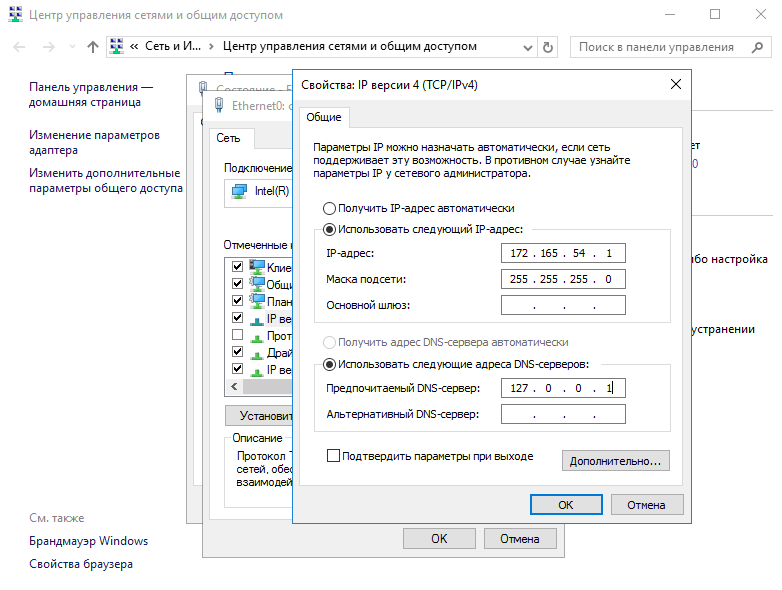 Центр управления сетями и общим доступом
« Сеть и И... › Центр управления сетями и общим доступом
Поиск в панели управления
Панель управления —
домашняя страница
Изменение параметров
адаптера
Изменить дополнительные
параметры общего доступа
См. также
Брандмауэр Windows
Свойства браузера
Состояние -
Ethernet0:
Сеть
Подключение
Intel(R)
Отмеченные
Клие
Общи
План
IP ве
Прот
Драй
IP ве
Установит
Описание
Протокол
сетей, обес
взаимодей
OK
Отмена
Свойства: IP версии 4 (TCP/IPv4)
Общие
Параметры IP можно назначать автоматически, если сеть
поддерживает эту возможность. В противном случае узнайте
параметры IP у сетевого администратора.
Получить IP-адрес автоматически
Использовать следующий IP-адрес:
IP-адрес:
172 . 165 . 54 . 1
Маска подсети:
255 . 255 . 255 . 0
Основной шлюз:
. . .
Получить адрес DNS-сервера автоматически
Использовать следующие адреса DNS-серверов:
Предпочитаемый DNS-сервер:
127 . 0 . 0 . 1
Альтернативный DNS-сервер:
. . .
Подтвердить параметры при выходе
Дополнительно...
OK
Отмена
ет
0
ибо настройка
устранении